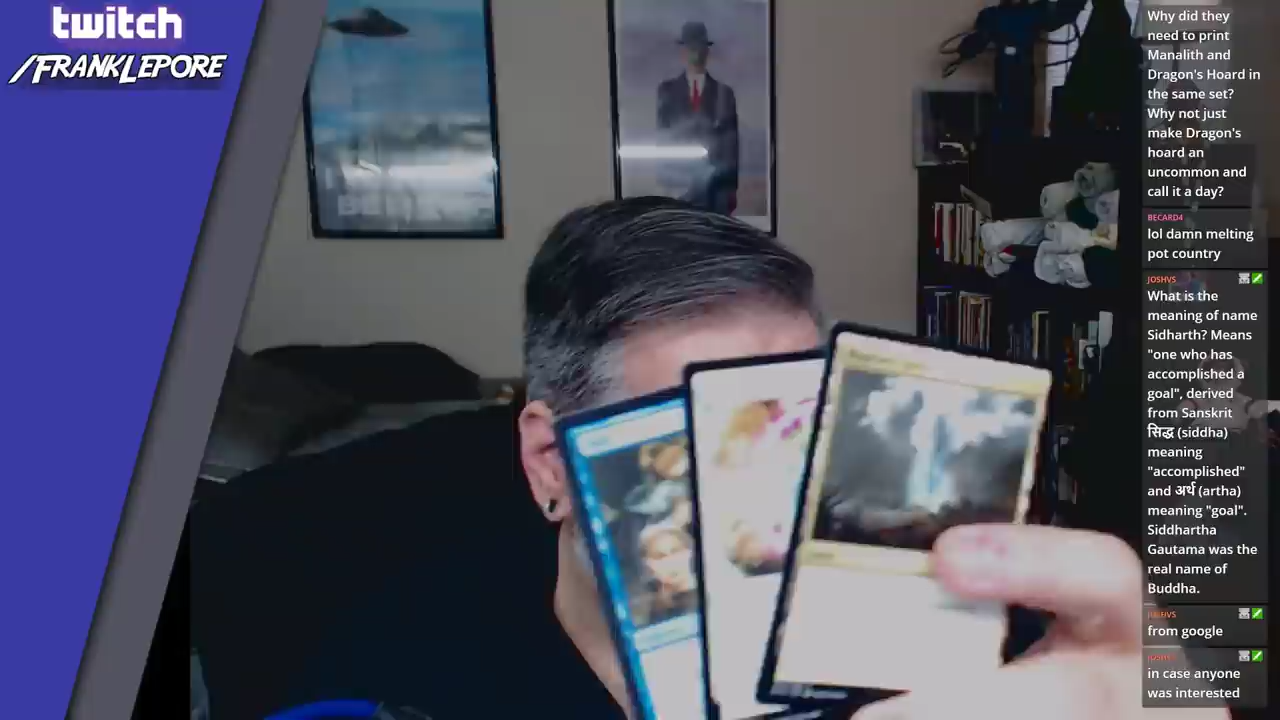 twitch
/FRANKLEPORE
Why did they
need to print
Manalith and
Dragon's Hoard in
the same set?
Why not just
make Dragon's
hoard an
uncommon and
call it a day?
BECARD4
lol damn melting
pot country
JOSHVS
What is the
meaning of name
Sidharth? Means
"one who has
accomplished a
goal", derived
from Sanskrit
सिद्ध (siddha)
meaning
"accomplished"
and अर्थ (artha)
meaning "goal".
Siddhartha
Gautama was the
real name of
Buddha.
from google
in case anyone
was interested